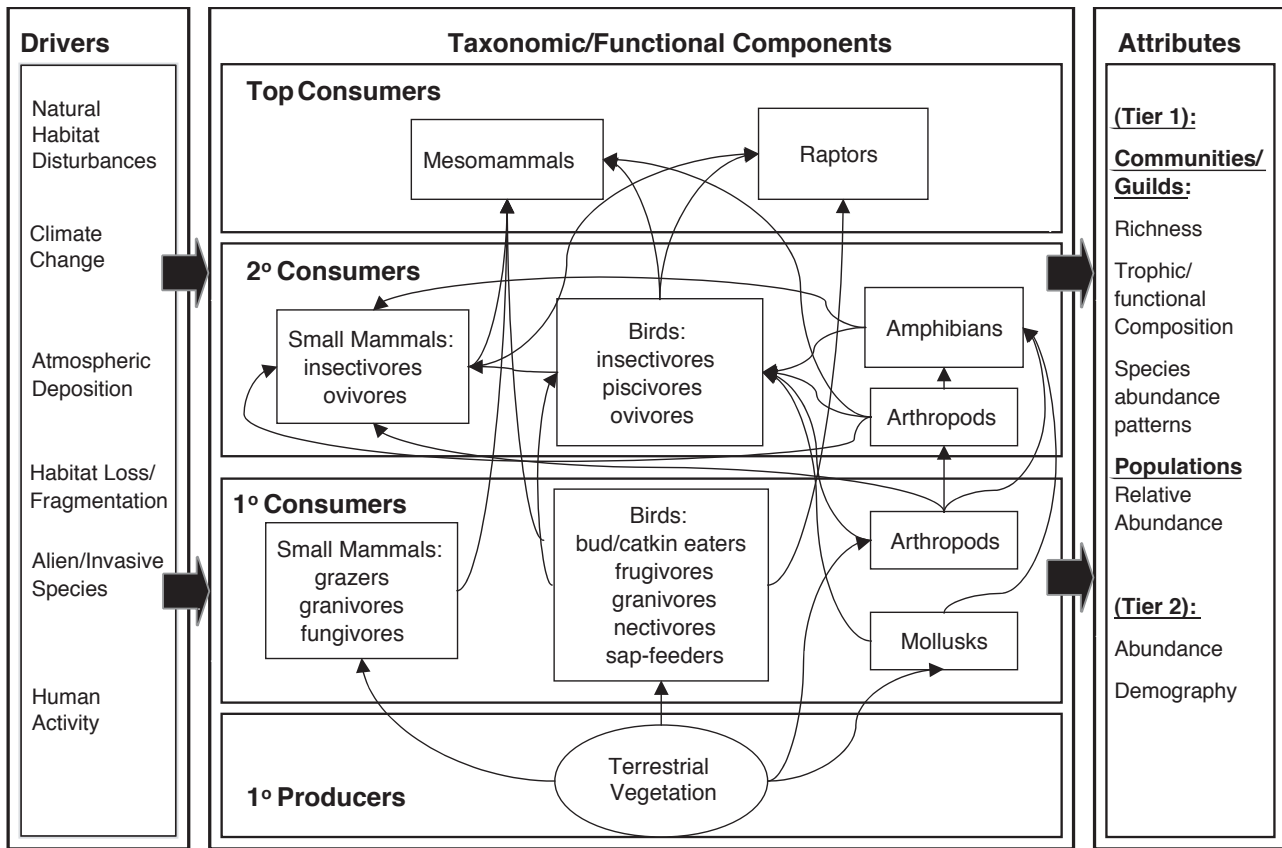 Drivers
Natural
Habitat
Disturbances
Climate
Change
Atmospheric
Deposition
Habitat Loss/
Fragmentation
Alien/Invasive
Species
Human
Activity
Taxonomic/Functional Components
Top Consumers
Mesomammals
Raptors
2º Consumers
Small Mammals:
insectivores
ovivores
Birds:
insectivores
piscivores
ovivores
Amphibians
Arthropods
1º Consumers
Small Mammals:
grazers
granivores
fungivores
Birds:
bud/catkin eaters
frugivores
granivores
nectivores
sap-feeders
Arthropods
Mollusks
1º Producers
Terrestrial
Vegetation
Attributes
(Tier 1):
Communities/
Guilds:
Richness
Trophic/
functional
Composition
Species
abundance
patterns
Populations
Relative
Abundance
(Tier 2):
Abundance
Demography